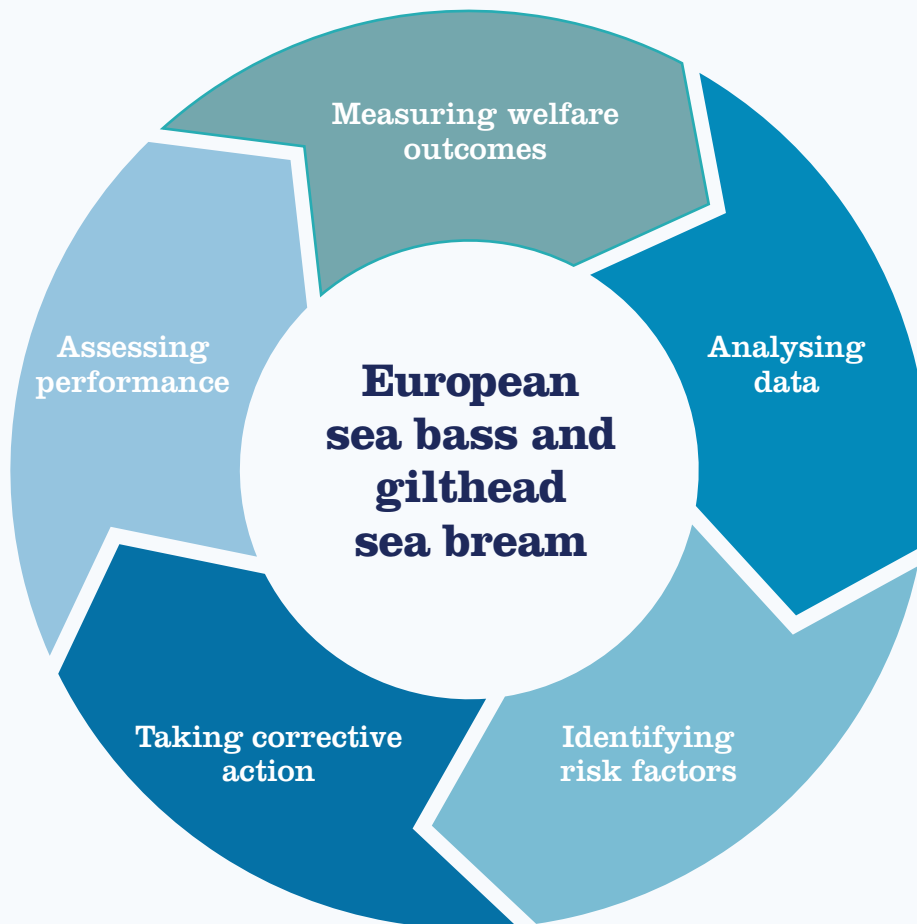 Measuring welfare
outcomes
Analysing
data
Identifying
risk factors
Taking corrective
action
Assessing
performance
European
sea bass and
gilthead
sea bream